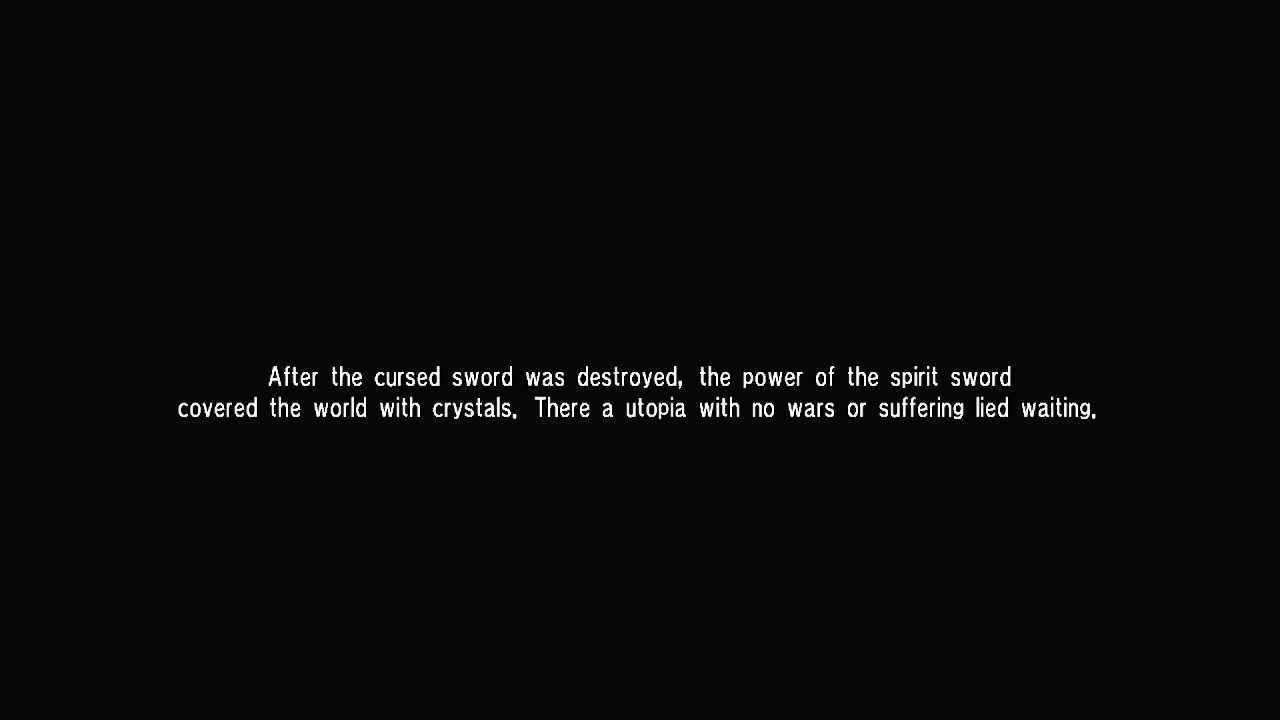 After the cursed sword was destroyed, the power of the spirit sword
covered the world with crystals. There a utopia with no wars or suffering lied waiting.